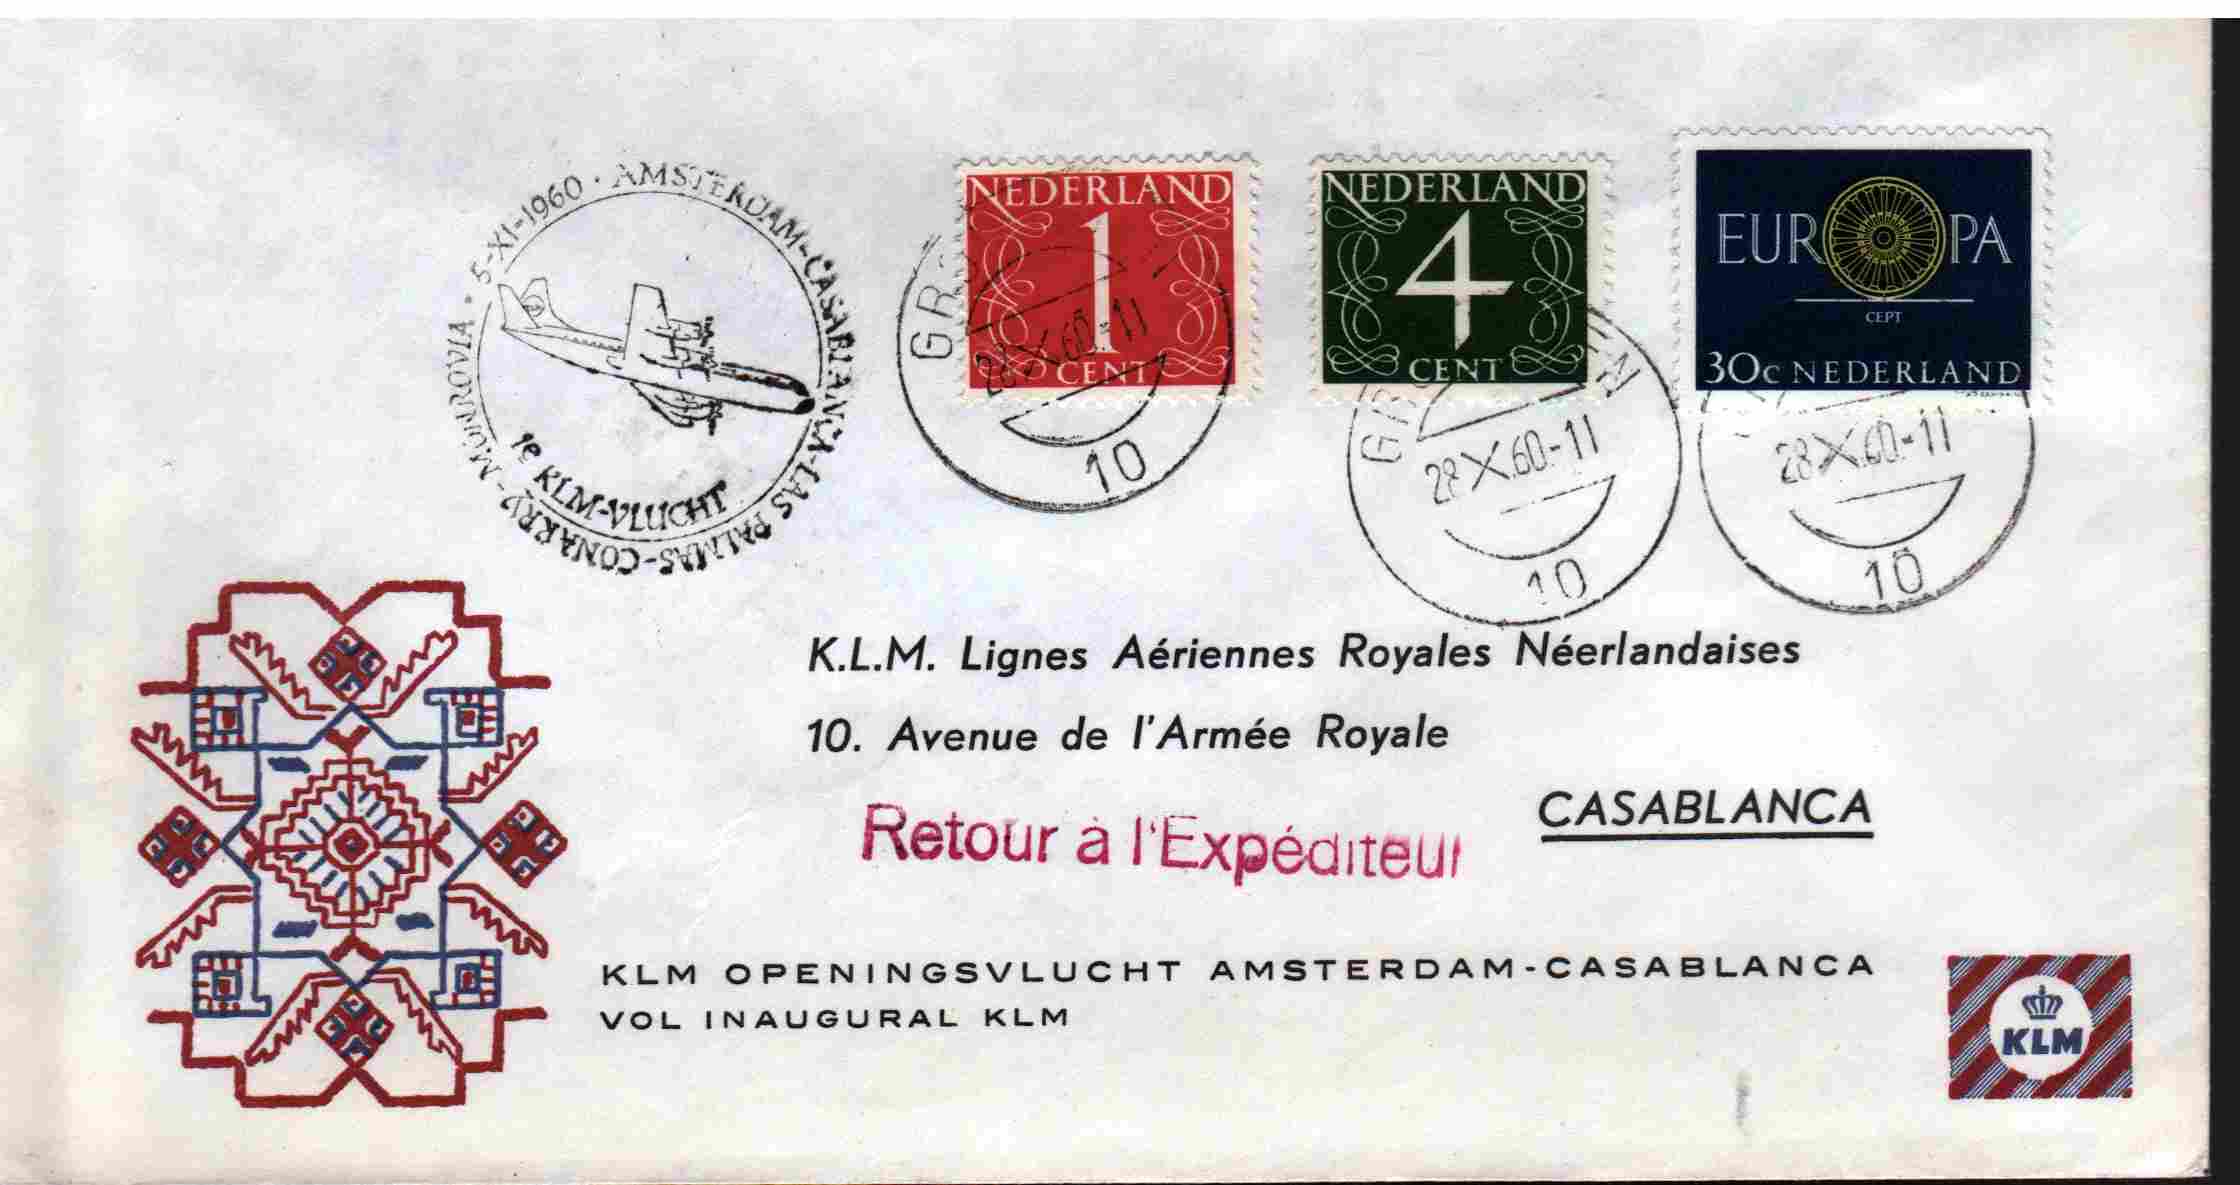 5-XI-1960 · AMSTERDAM-CASABLANCA-LAS PALMAS-CONAKRY-MONROVIA ·
1e KLM-VLUCHT
NEDERLAND
1
CENT
NEDERLAND
4
CENT
EUROPA
CEPT
30c NEDERLAND
28 X.60.-11
10
28 X.60.-11
10
28 X.60.-11
10
K.L.M. Lignes Aériennes Royales Néerlandaises
10. Avenue de l'Armée Royale
CASABLANCA
Retour à l'Expéditeur
KLM OPENINGSVLUCHT AMSTERDAM-CASABLANCA
VOL INAUGURAL KLM
KLM